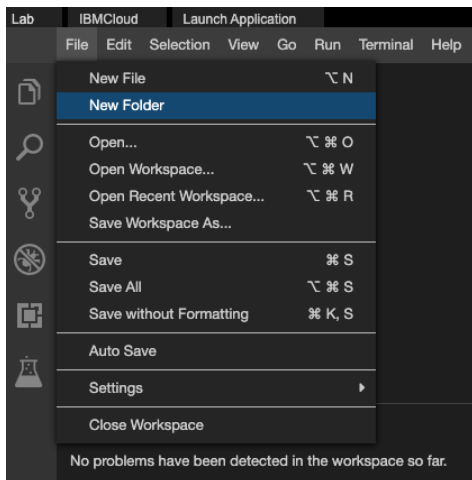 Lab IBMCloud Launch Application
File Edit Selection View Go Run Terminal Help
New File ⌥ N
New Folder
Open... ⌥ ⌘ O
Open Workspace... ⌥ ⌘ W
Open Recent Workspace... ⌥ ⌘ R
Save Workspace As...
Save ⌘ S
Save All ⌥ ⌘ S
Save without Formatting ⌘ K, S
Auto Save
Settings
Close Workspace
No problems have been detected in the workspace so far.